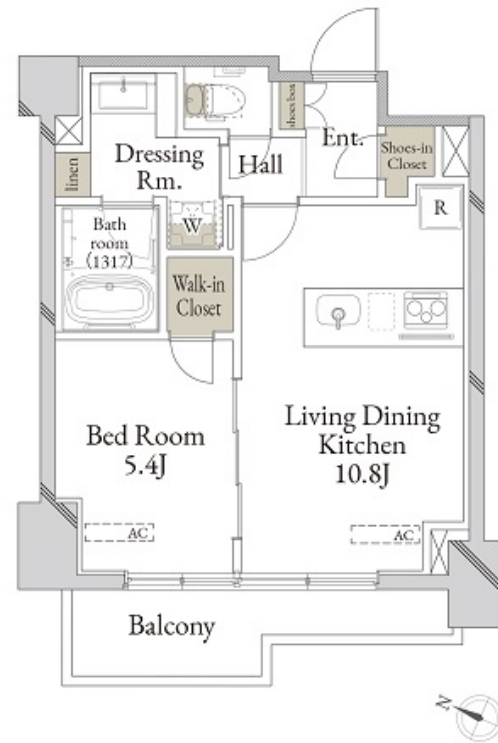 shoes box
Ent.
Shoes-in
Closet
Hall
Dressing
Rm.
linen
W
R
Bath
room
(1317)
Walk-in
Closet
Living Dining
Kitchen
10.8J
Bed Room
5.4J
AC
AC
Balcony
N